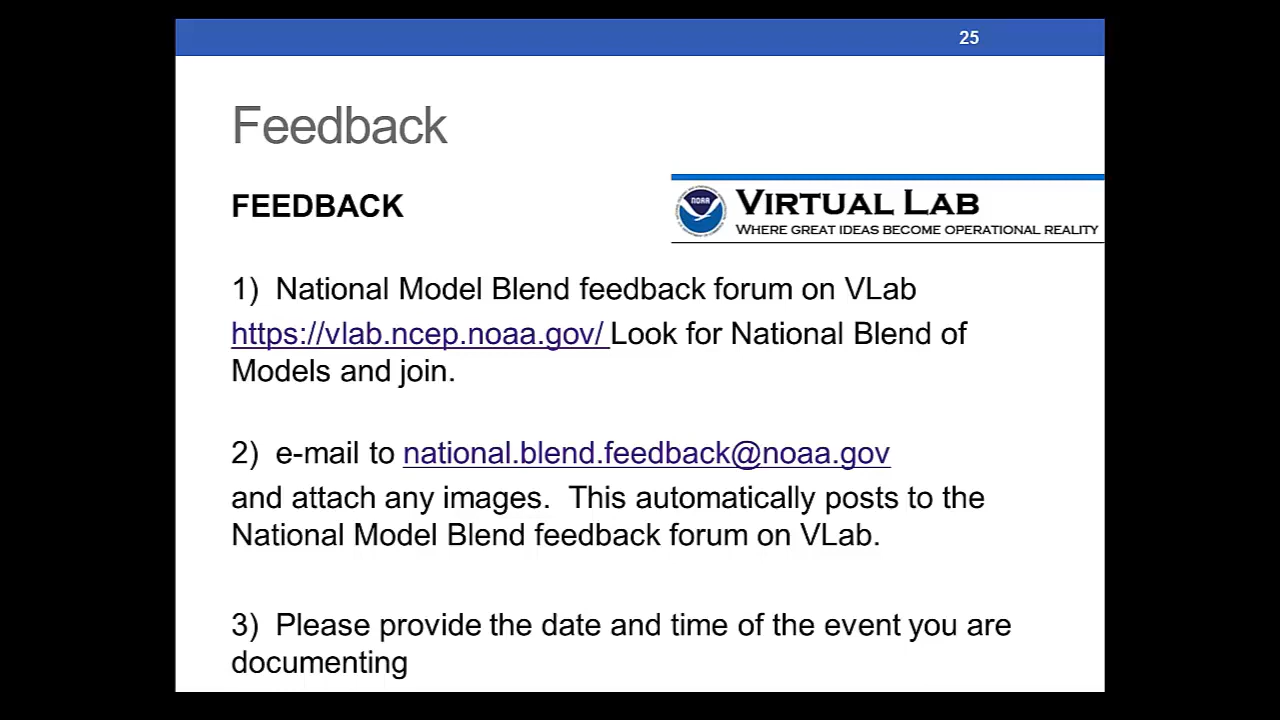 25
Feedback
FEEDBACK
NOAA
VIRTUAL LAB
WHERE GREAT IDEAS BECOME OPERATIONAL REALITY
1) National Model Blend feedback forum on VLab
https://vlab.ncep.noaa.gov/ Look for National Blend of
Models and join.
2) e-mail to national.blend.feedback@noaa.gov
and attach any images. This automatically posts to the
National Model Blend feedback forum on VLab.
3) Please provide the date and time of the event you are
documenting